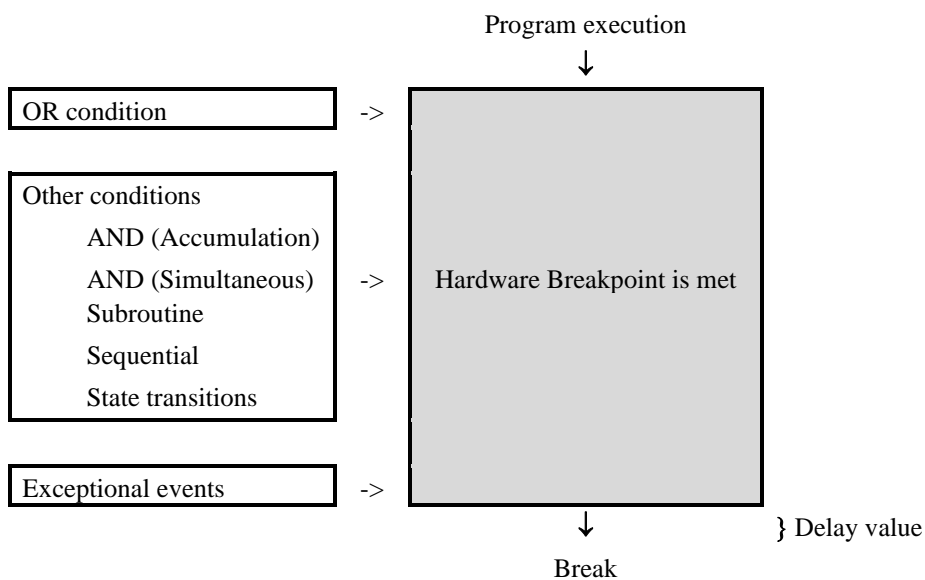 Program execution
↓
OR condition ->
Other conditions
AND (Accumulation)
AND (Simultaneous) -> Hardware Breakpoint is met
Subroutine
Sequential
State transitions
Exceptional events ->
↓ } Delay value
Break